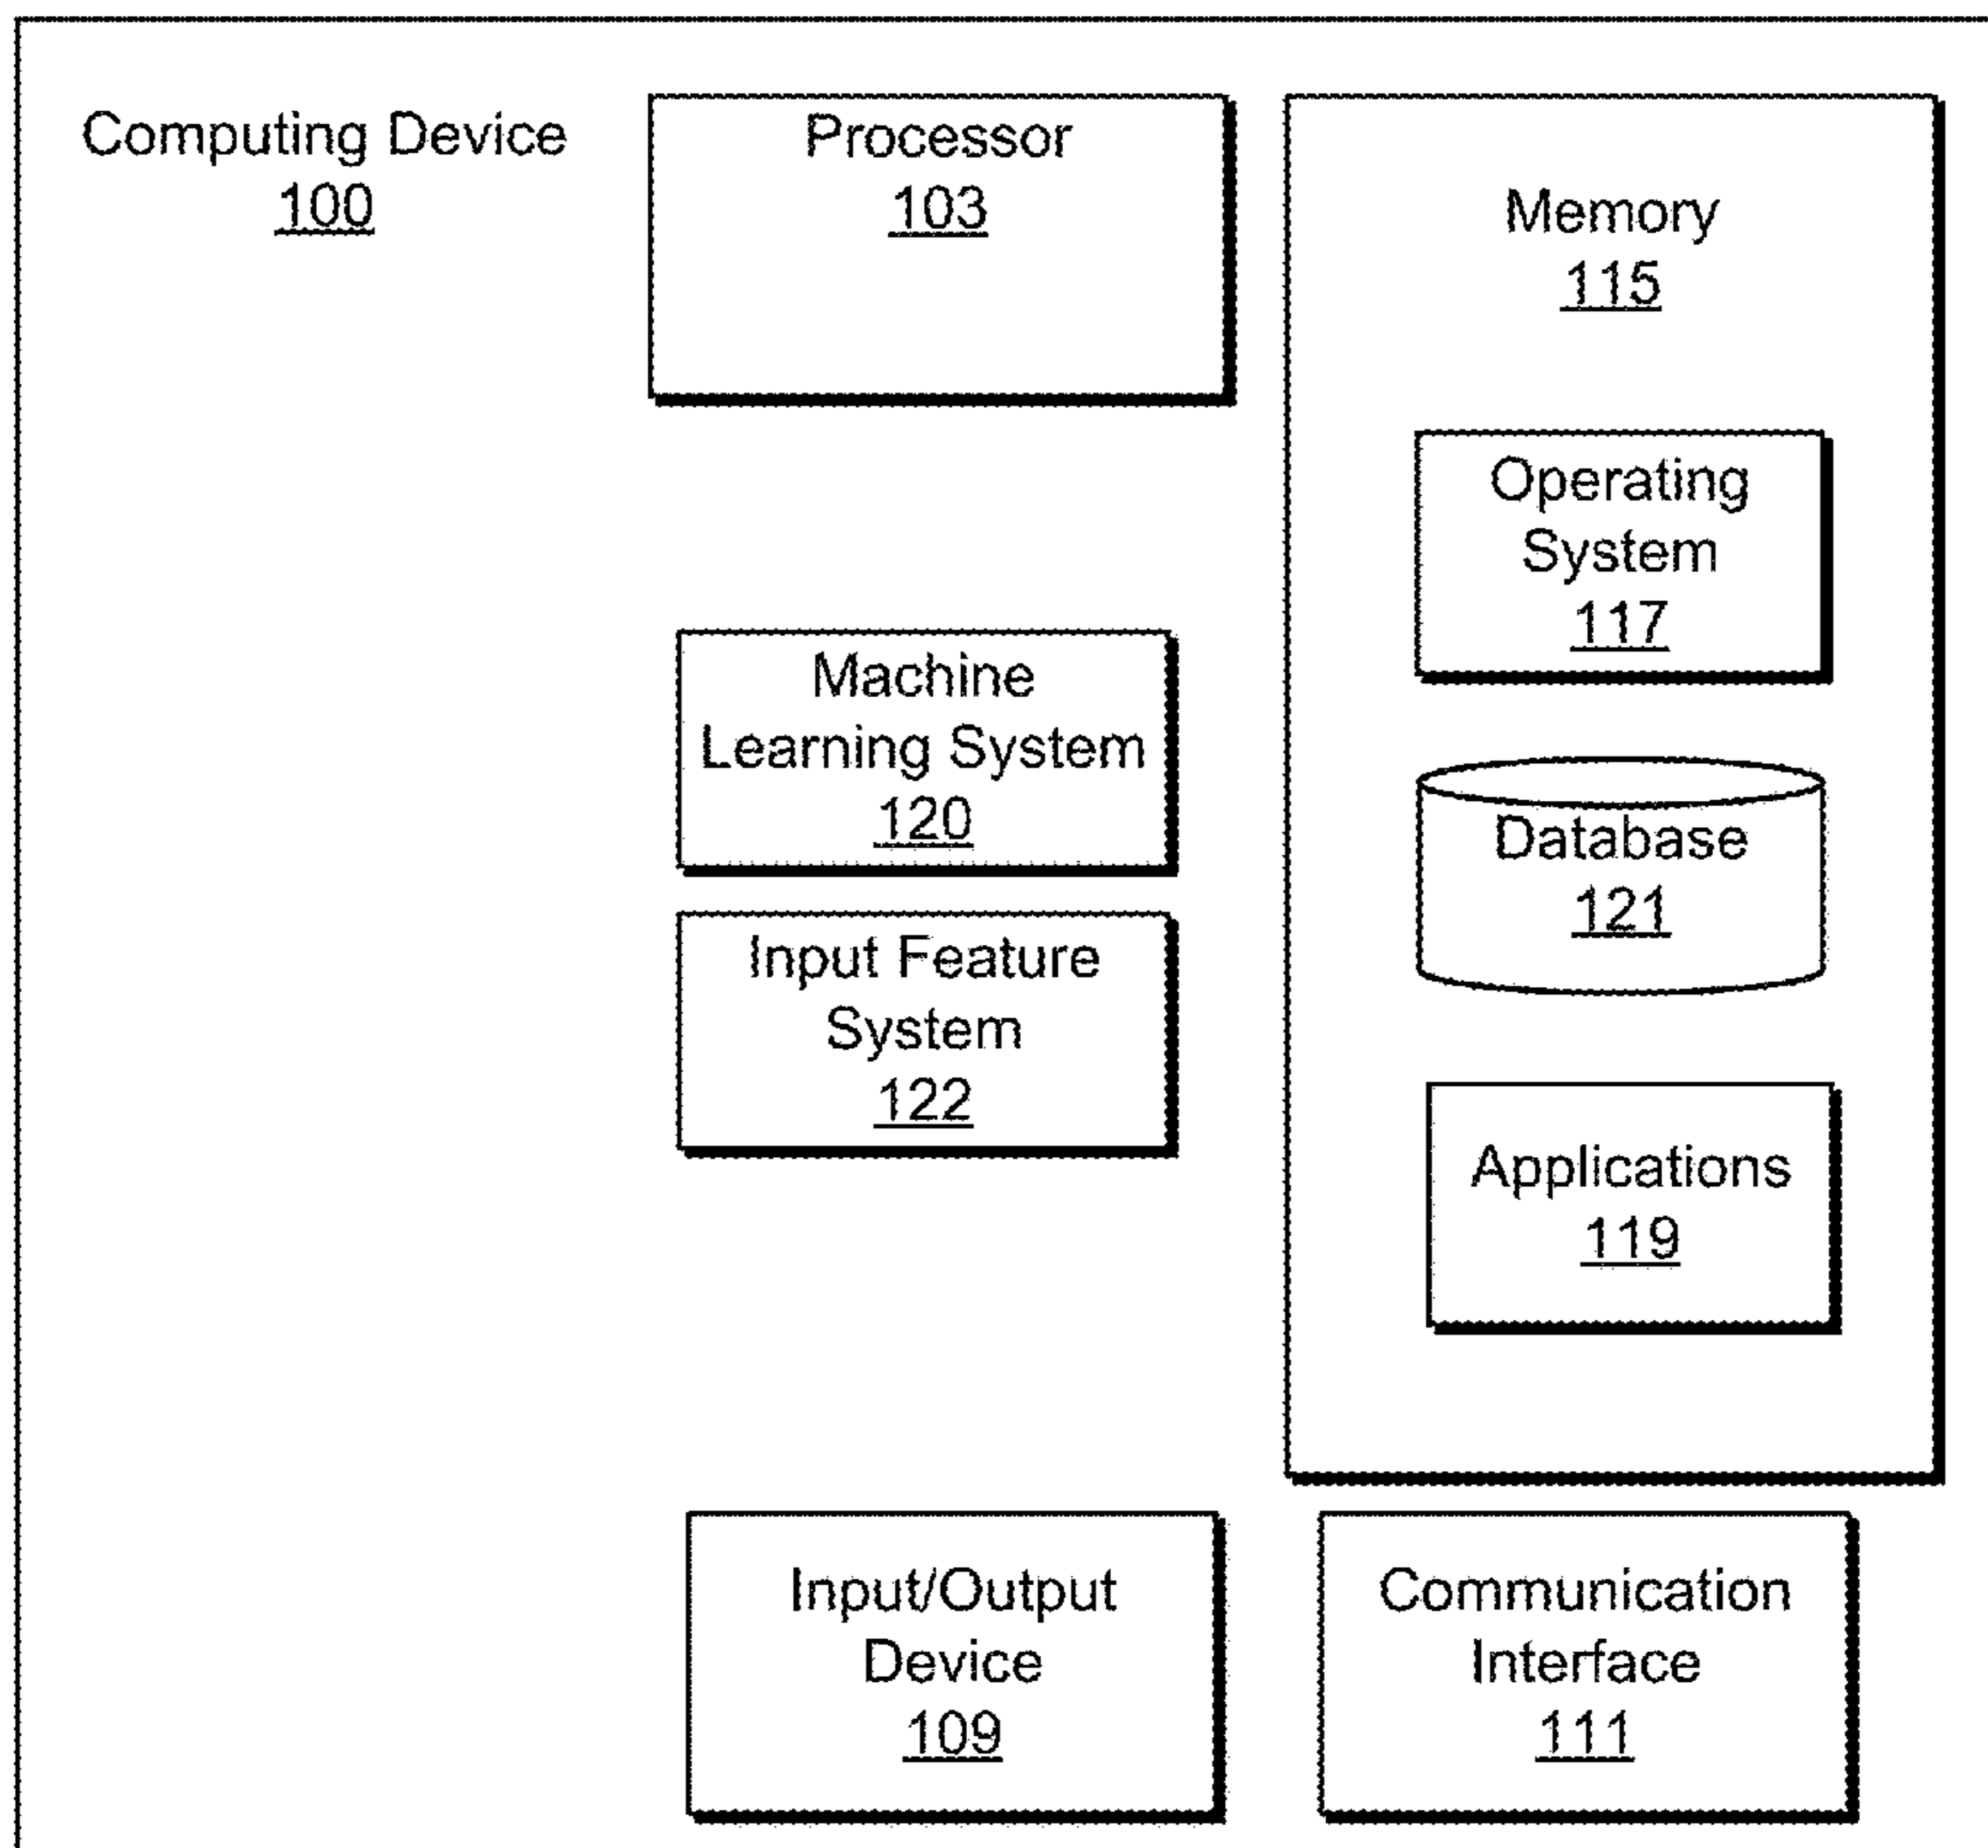 Computing Device
100
Processor
103
Memory
115
Operating
System
117
Machine
Learning System
120
Database
121
Input Feature
System
122
Applications
119
Input/Output
Device
109
Communication
Interface
111